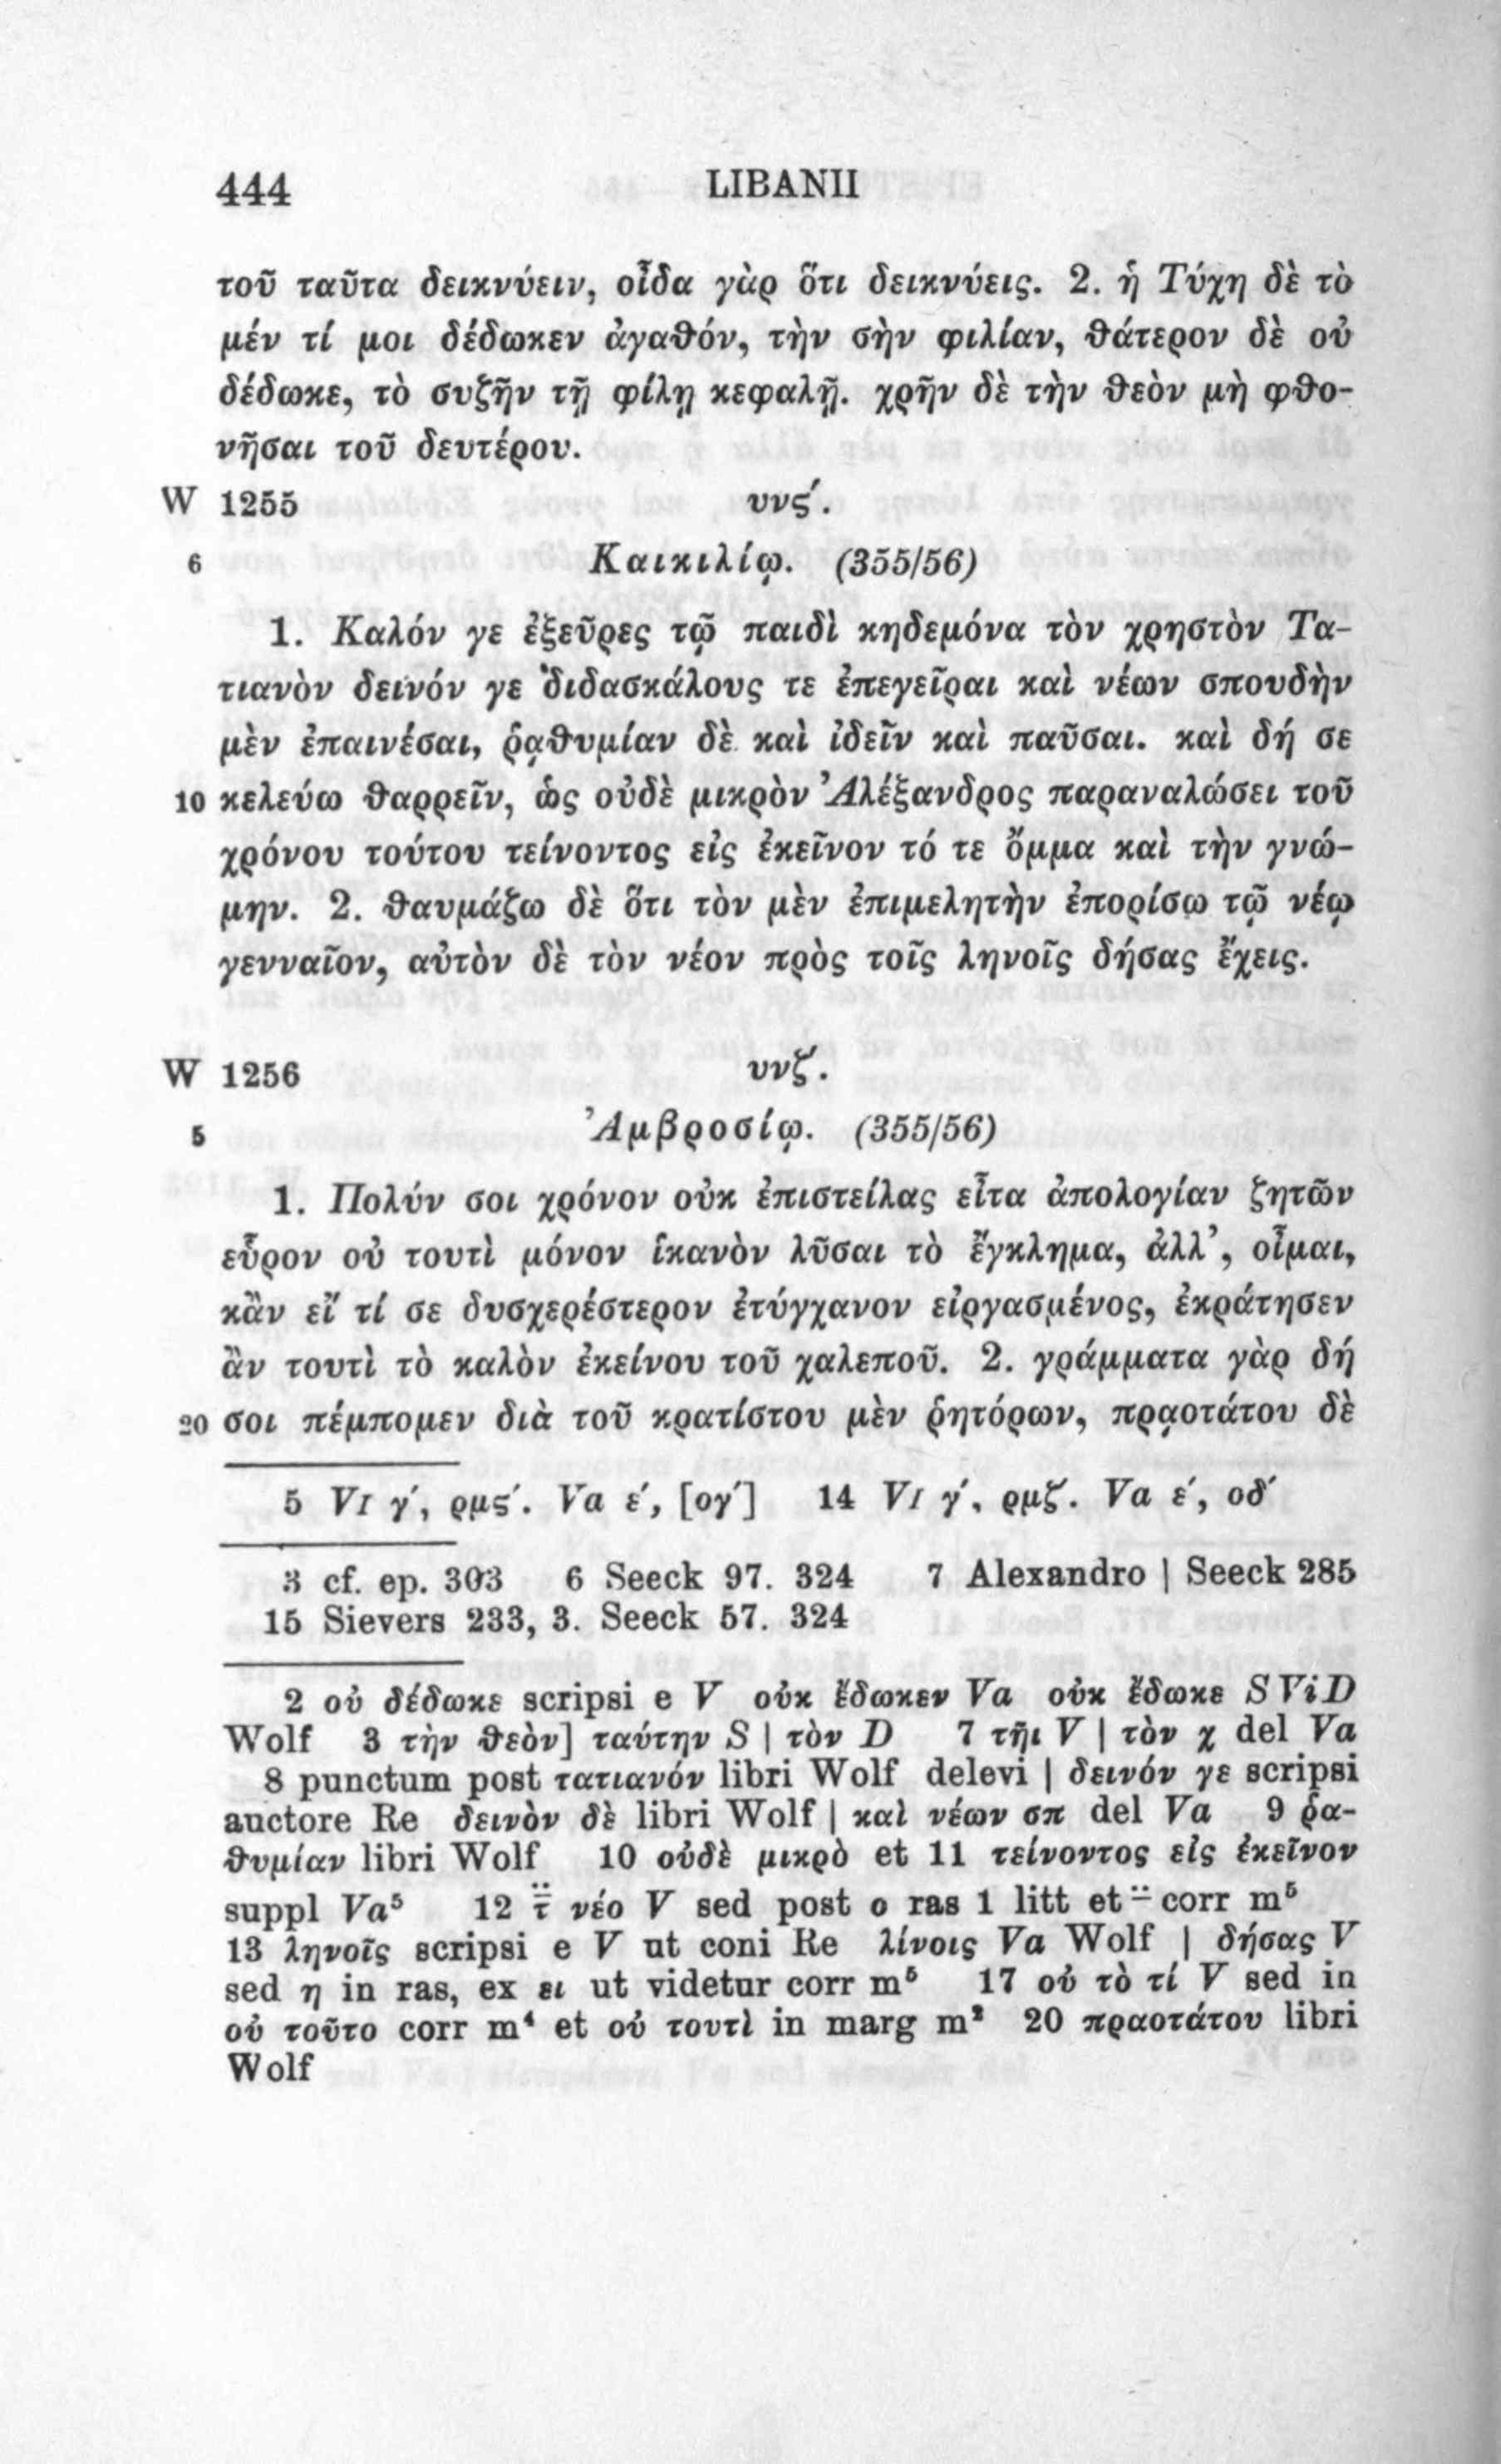 444 LIBANII
τοῦ ταῦτα δεικνύειν, οἶδα γὰρ ὅτι δεικνύεις. 2. ἡ Τύχη δὲ τὸ
μέν τί μοι δέδωκεν ἀγαθόν, τὴν σὴν φιλίαν, θάτερον δὲ οὐ
δέδωκε, τὸ συζῆν τῇ φίλῃ κεφαλῇ. χρῆν δὲ τὴν θεὸν μὴ φθο-
νῆσαι τοῦ δευτέρου.
W 1255 υνϛ´.
6 Καικιλίῳ. (355/56)
1. Καλόν γε ἐξεῦρες τῷ παιδὶ κηδεμόνα τὸν χρηστὸν Τα-
τιανὸν δεινόν γε διδασκάλους τε ἐπεγεῖραι καὶ νέων σπουδὴν
μὲν ἐπαινέσαι, ῥᾳθυμίαν δὲ καὶ ἰδεῖν καὶ παῦσαι. καὶ δή σε
10 κελεύω θαρρεῖν, ὡς οὐδὲ μικρὸν Ἀλέξανδρος παραναλώσει τοῦ
χρόνου τούτου τείνοντος εἰς ἐκεῖνον τό τε ὄμμα καὶ τὴν γνώ-
μην. 2. θαυμάζω δὲ ὅτι τὸν μὲν ἐπιμελητὴν ἐπορίσω τῷ νέῳ
γενναῖον, αὐτὸν δὲ τὸν νέον πρὸς τοῖς ληνοῖς δήσας ἔχεις.
W 1256 υνζ´.
5 Ἀμβροσίῳ. (355/56)
1. Πολύν σοι χρόνον οὐκ ἐπιστείλας εἶτα ἀπολογίαν ζητῶν
εὗρον οὐ τουτὶ μόνον ἱκανὸν λῦσαι τὸ ἔγκλημα, ἀλλ’, οἶμαι,
κἂν εἴ τί σε δυσχερέστερον ἐτύγχανον εἰργασμένος, ἐκράτησεν
ἂν τουτὶ τὸ καλὸν ἐκείνου τοῦ χαλεποῦ. 2. γράμματα γὰρ δή
20 σοι πέμπομεν διὰ τοῦ κρατίστου μὲν ῥητόρων, πρᾳοτάτου δὲ
5 VI γ´, ρμϛ´. Va ε´, [ογ´] 14 VI γ´, ρμζ´. Va ε´, οδ´
3 cf. ep. 303 6 Seeck 97. 324 7 Alexandro | Seeck 285
15 Sievers 233, 3. Seeck 57. 324
2 οὐ δέδωκε scripsi e V οὐκ ἔδωκεν Va οὐκ ἔδωκε S Vi D
Wolf 3 τὴν θεὸν] ταύτην S | τὸν D 7 τῆι V | τὸν χ del Va
8 punctum post τατιανόν libri Wolf delevi | δεινόν γε scripsi
auctore Re δεινὸν δὲ libri Wolf | καὶ νέων σπ del Va 9 ῥα-
θυμίαν libri Wolf 10 οὐδὲ μικρὸ et 11 τείνοντος εἰς ἐκεῖνον
suppl Va⁵ 12 τ νέο V sed post ο ras 1 litt et corr m⁵
13 ληνοῖς scripsi e V ut coni Re λίνοις Va Wolf | δήσας V
sed η in ras, ex ει ut videtur corr m⁵ 17 οὐ τὸ τί V sed in
οὐ τοῦτο corr m⁴ et οὐ τουτὶ in marg m² 20 πραοτάτου libri
Wolf